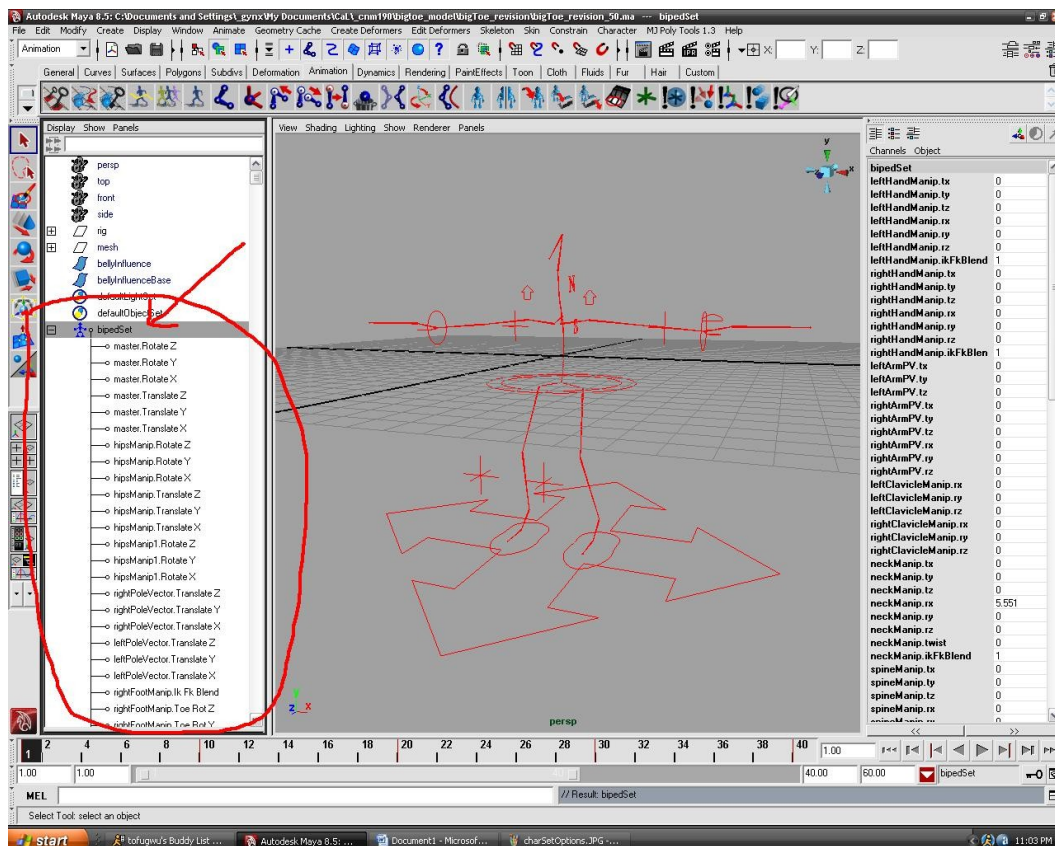 Autodesk Maya 8.5: C:\Documents and Settings\_gynx\My Documents\CaL\_cnm190\bigtoe_model\bigToe_revision\bigToe_revision_50.ma --- bipedSet
File Edit Modify Create Display Window Animate Geometry Cache Create Deformers Edit Deformers Skeleton Skin Constrain Character MJ Poly Tools 1.3 Help
Animation X: Y: Z:
General Curves Surfaces Polygons Subdivs Deformation Animation Dynamics Rendering PaintEffects Toon Cloth Fluids Fur Hair Custom
Display Show Panels
persp
top
front
side
rig
mesh
bellyInfluence
bellyInfluenceBase
defaultLightSet
defaultObjectSet
bipedSet
master.Rotate Z
master.Rotate Y
master.Rotate X
master.Translate Z
master.Translate Y
master.Translate X
hipsManip.Rotate Z
hipsManip.Rotate Y
hipsManip.Rotate X
hipsManip.Translate Z
hipsManip.Translate Y
hipsManip.Translate X
hipsManip1.Rotate Z
hipsManip1.Rotate Y
hipsManip1.Rotate X
rightPoleVector.Translate Z
rightPoleVector.Translate Y
rightPoleVector.Translate X
leftPoleVector.Translate Z
leftPoleVector.Translate Y
leftPoleVector.Translate X
rightFootManip.Ik Fk Blend
rightFootManip.Toe Rot Z
rightFootManip.Toe Rot Y
View Shading Lighting Show Renderer Panels
y
x
y
z x
persp
Channels Object
bipedSet
leftHandManip.tx 0
leftHandManip.ty 0
leftHandManip.tz 0
leftHandManip.rx 0
leftHandManip.ry 0
leftHandManip.rz 0
leftHandManip.ikFkBlend 1
rightHandManip.tx 0
rightHandManip.ty 0
rightHandManip.tz 0
rightHandManip.rx 0
rightHandManip.ry 0
rightHandManip.rz 0
rightHandManip.ikFkBlen 1
leftArmPV.tx 0
leftArmPV.ty 0
leftArmPV.tz 0
rightArmPV.tx 0
rightArmPV.ty 0
rightArmPV.tz 0
rightArmPV.rx 0
rightArmPV.ry 0
rightArmPV.rz 0
leftClavicleManip.rx 0
leftClavicleManip.ry 0
leftClavicleManip.rz 0
rightClavicleManip.rx 0
rightClavicleManip.ry 0
rightClavicleManip.rz 0
neckManip.tx 0
neckManip.ty 0
neckManip.tz 0
neckManip.rx 5.551
neckManip.ry 0
neckManip.rz 0
neckManip.twist 0
neckManip.ikFkBlend 1
spineManip.tx 0
spineManip.ty 0
spineManip.tz 0
spineManip.rx 0
1 2 4 6 8 10 12 14 16 18 20 22 24 26 28 30 32 34 36 38 40 1.00
1.00 1.00 40.00 60.00 bipedSet
MEL // Result: bipedSet
Select Tool: select an object
start tofugwu's Buddy List ... Autodesk Maya 8.5: ... Document1 - Microsof... charSetOptions.JPG -... 11:03 PM